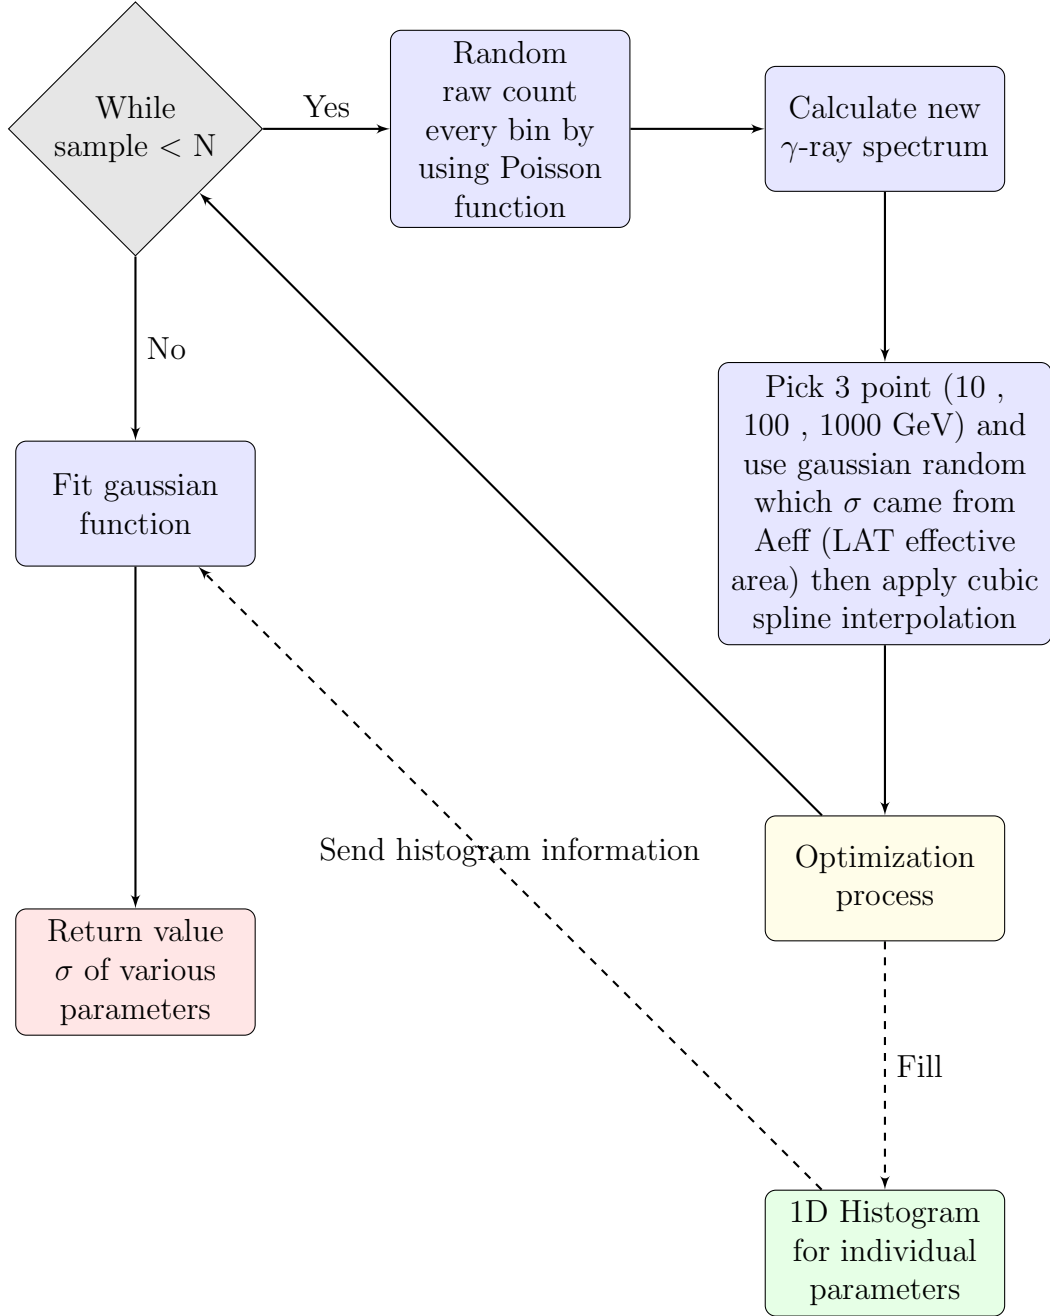 While
sample < N
Yes
Random
raw count
every bin by
using Poisson
function
Calculate new
γ-ray spectrum
No
Pick 3 point (10 ,
100 , 1000 GeV) and
use gaussian random
which σ came from
Aeff (LAT effective
area) then apply cubic
spline interpolation
Fit gaussian
function
Send histogram information
Optimization
process
Return value
σ of various
parameters
Fill
1D Histogram
for individual
parameters